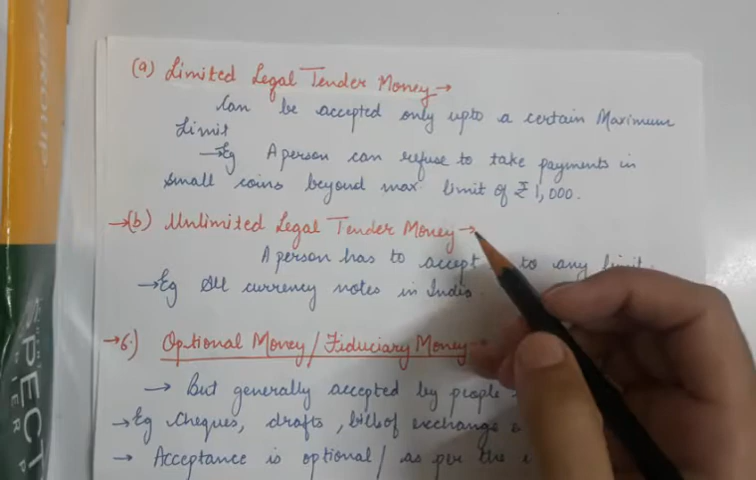 (a) Limited Legal Tender Money →
Can be accepted only upto a certain Maximum
Limit
→ Eg A person can refuse to take payments in
small coins beyond max. limit of ₹ 1,000.
→ (b) Unlimited Legal Tender Money →
A person has to accept to any limit.
→ Eg All currency notes in India.
→ 6.) Optional Money / Fiduciary Money →
→ But generally accepted by people
→ Eg Cheques, drafts, bills of exchange
→ Acceptance is optional / as per the
GROUP
PECT